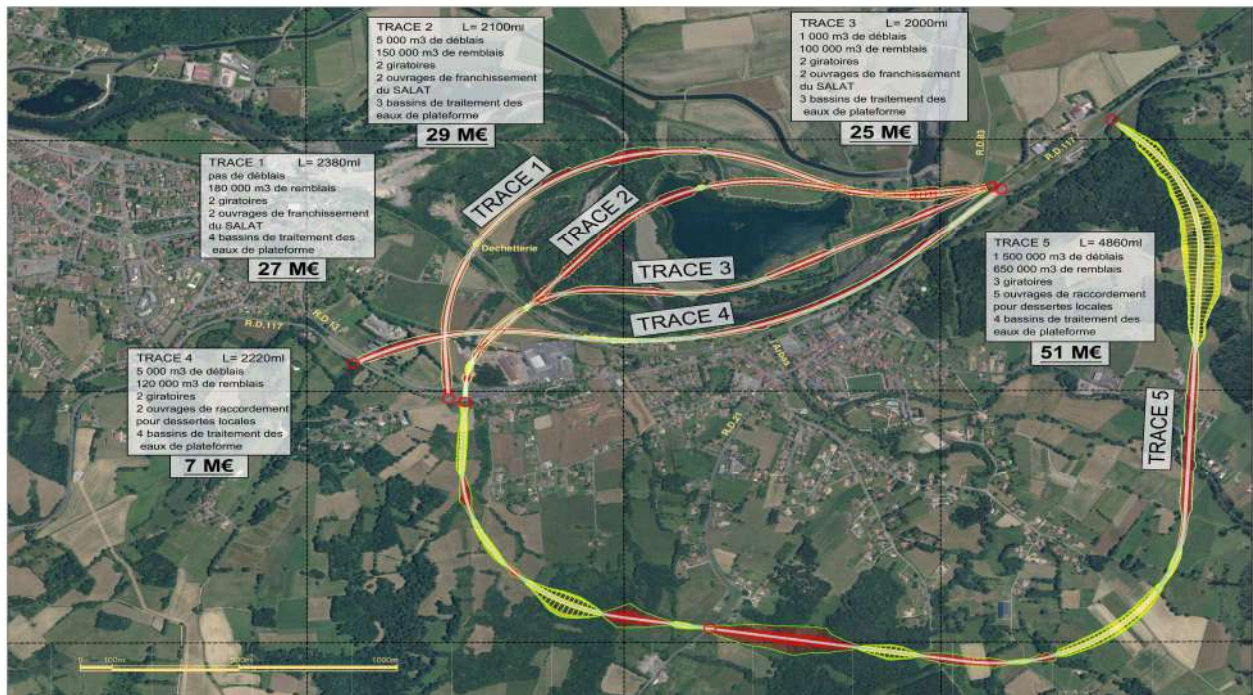 TRACE 2 L= 2100ml
5 000 m3 de déblais
150 000 m3 de remblais
2 giratoires
2 ouvrages de franchissement
du SALAT
3 bassins de traitement des
eaux de plateforme
29 M€
TRACE 3 L= 2000ml
1 000 m3 de déblais
100 000 m3 de remblais
2 giratoires
2 ouvrages de franchissement
du SALAT
3 bassins de traitement des
eaux de plateforme
25 M€
R.D.83
R.D.117
TRACE 1 L= 2380ml
pas de déblais
180 000 m3 de remblais
2 giratoires
2 ouvrages de franchissement
du SALAT
4 bassins de traitement des
eaux de plateforme
27 M€
TRACE 1
TRACE 2
Dechetterie
TRACE 3
TRACE 4
TRACE 5 L= 4860ml
1 500 000 m3 de déblais
650 000 m3 de remblais
3 giratoires
5 ouvrages de raccordement
pour dessertes locales
4 bassins de traitement des
eaux de plateforme
51 M€
R.D.117
TRACE 4 L= 2220ml
5 000 m3 de déblais
120 000 m3 de remblais
2 giratoires
2 ouvrages de raccordement
pour dessertes locales
4 bassins de traitement des
eaux de plateforme
7 M€
R.D.21
TRACE 5
0 100m 500m 1000m